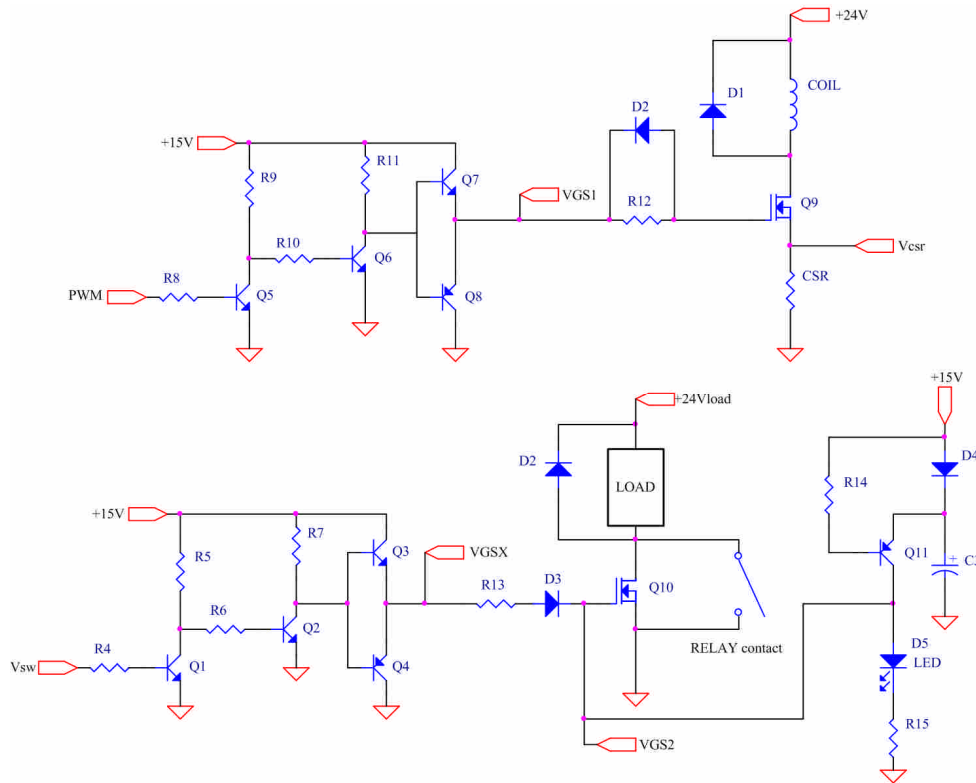 +24V
D1
COIL
D2
+15V
R11
R9
Q7
VGS1
R12
Q9
R10
Q6
Vcsr
R8
PWM
Q5
Q8
CSR
+15V
+24Vload
D2
D4
R14
LOAD
+15V
R7
Q3
VGSX
R5
Q11
R13
D3
Q10
R6
Q2
RELAY contact
D5
LED
R4
Vsw
Q1
Q4
R15
VGS2